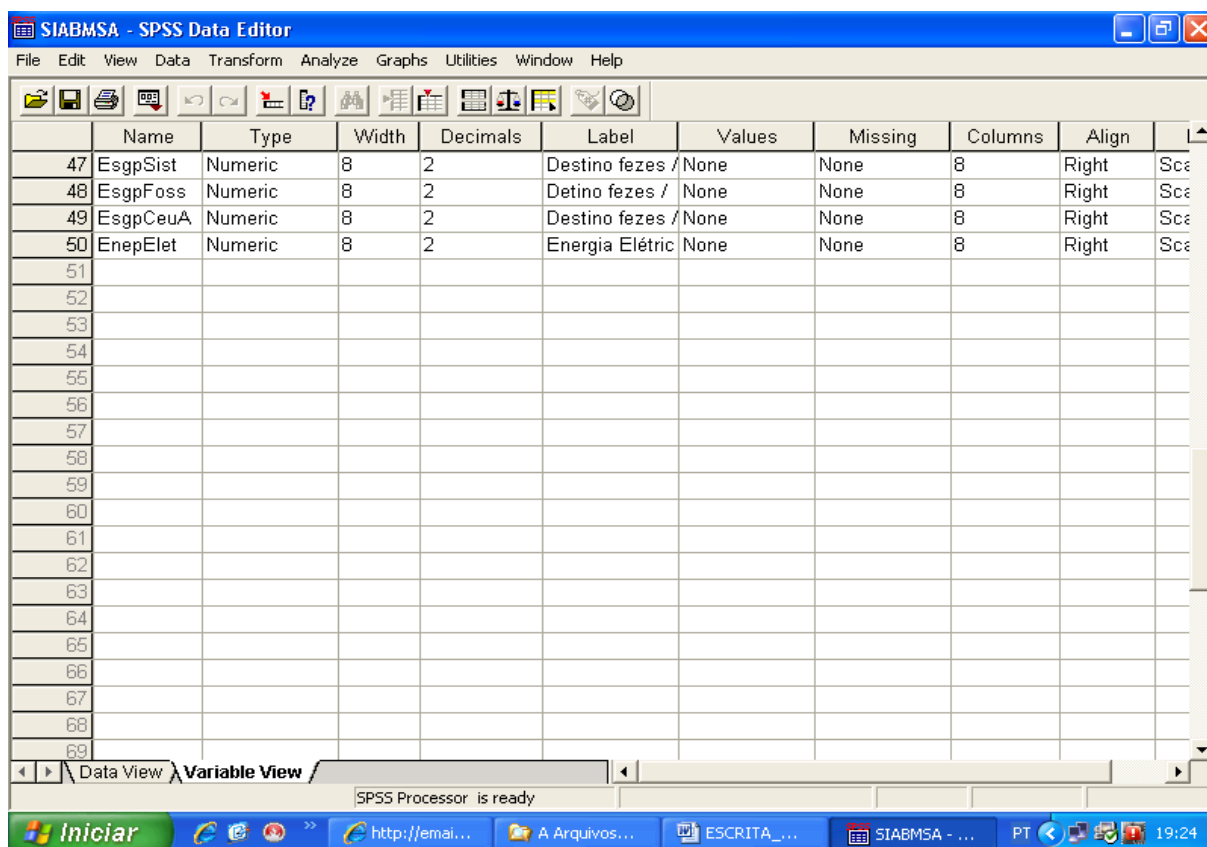 SIABMSA - SPSS Data Editor
File Edit View Data Transform Analyze Graphs Utilities Window Help
Name Type Width Decimals Label Values Missing Columns Align
47 EsgpSist Numeric 8 2 Destino fezes / None None 8 Right Sca
48 EsgpFoss Numeric 8 2 Detino fezes / None None 8 Right Sca
49 EsgpCeuA Numeric 8 2 Destino fezes / None None 8 Right Sca
50 EnepElet Numeric 8 2 Energia Elétric None None 8 Right Sca
51
52
53
54
55
56
57
58
59
60
61
62
63
64
65
66
67
68
69
Data View Variable View
SPSS Processor is ready
Iniciar » http://emai... A Arquivos... ESCRITA_... SIABMSA - ... PT 19:24